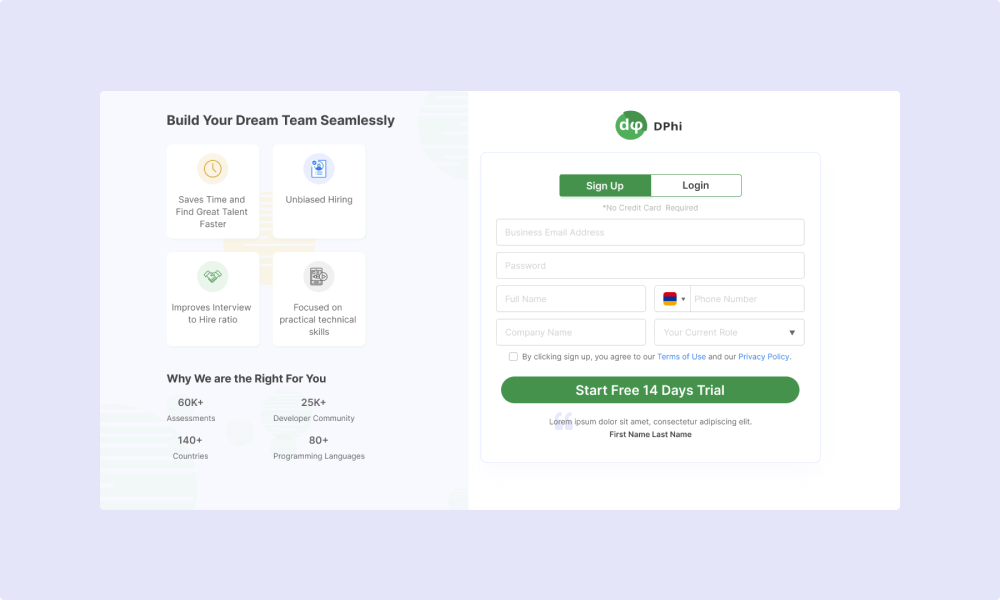 Build Your Dream Team Seamlessly
Saves Time and
Find Great Talent
Faster
Unbiased Hiring
Improves Interview
to Hire ratio
Focused on
practical technical
skills
Why We are the Right For You
60K+
Assessments
25K+
Developer Community
140+
Countries
80+
Programming Languages
dφ DPhi
Sign Up
Login
*No Credit Card Required
Business Email Address
Password
Full Name
Phone Number
Company Name
Your Current Role
By clicking sign up, you agree to our Terms of Use and our Privacy Policy.
Start Free 14 Days Trial
Lorem ipsum dolor sit amet, consectetur adipiscing elit.
First Name Last Name